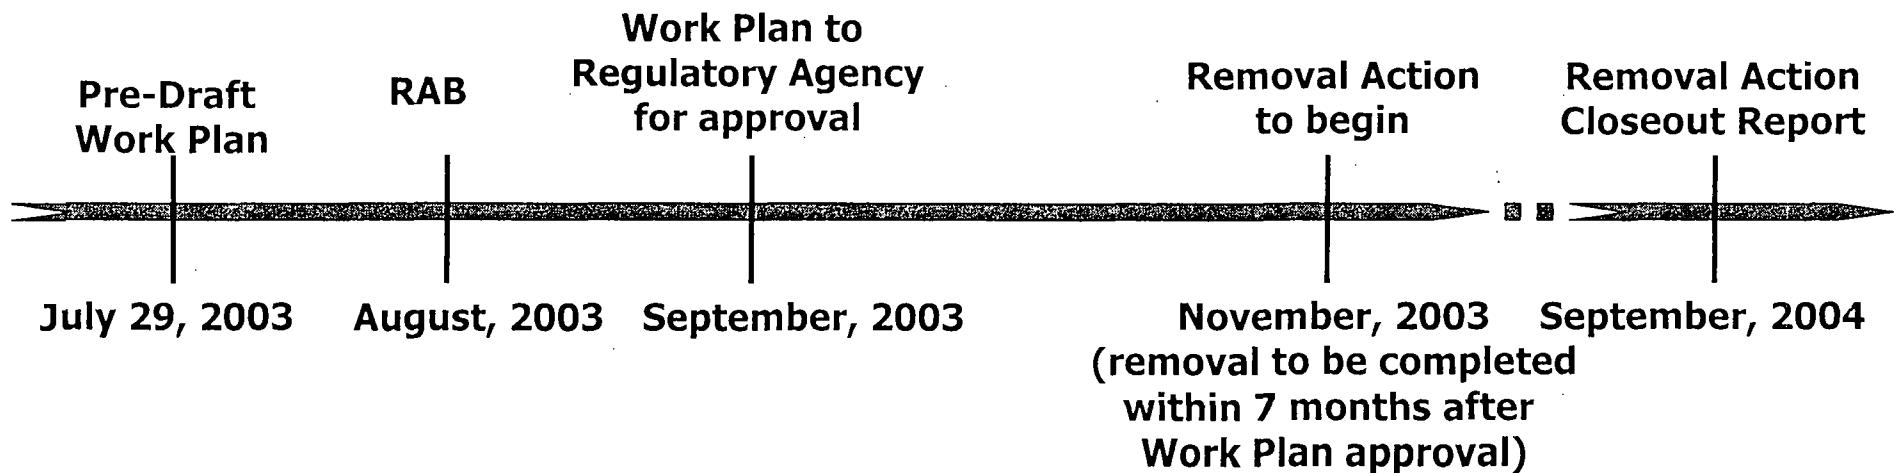 Pre-Draft
Work Plan
RAB
Work Plan to
Regulatory Agency
for approval
Removal Action
to begin
Removal Action
Closeout Report
July 29, 2003
August, 2003
September, 2003
November, 2003
(removal to be completed
within 7 months after
Work Plan approval)
September, 2004